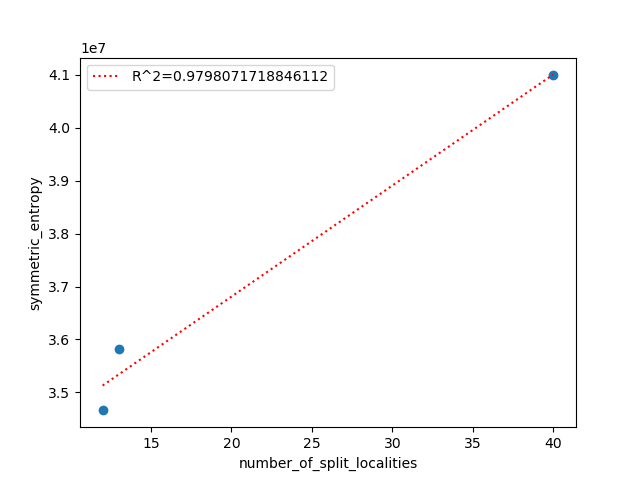 1e7
R^2=0.9798071718846112
4.1
4.0
3.9
3.8
3.7
3.6
3.5
symmetric_entropy
15 20 25 30 35 40
number_of_split_localities